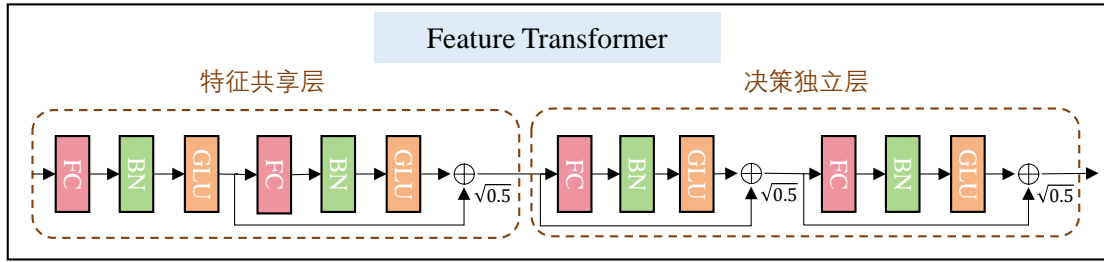 Feature Transformer
特征共享层
决策独立层
FC
BN
GLU
FC
BN
GLU
√0.5
FC
BN
GLU
√0.5
FC
BN
GLU
√0.5